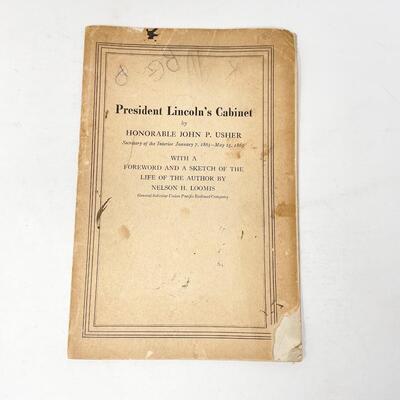 President Lincoln's Cabinet
by
HONORABLE JOHN P. USHER
Secretary of the Interior January 7, 1863–May 15, 1865
WITH A
FOREWORD AND A SKETCH OF THE
LIFE OF THE AUTHOR BY
NELSON H. LOOMIS
General Solicitor Union Pacific Railroad Company